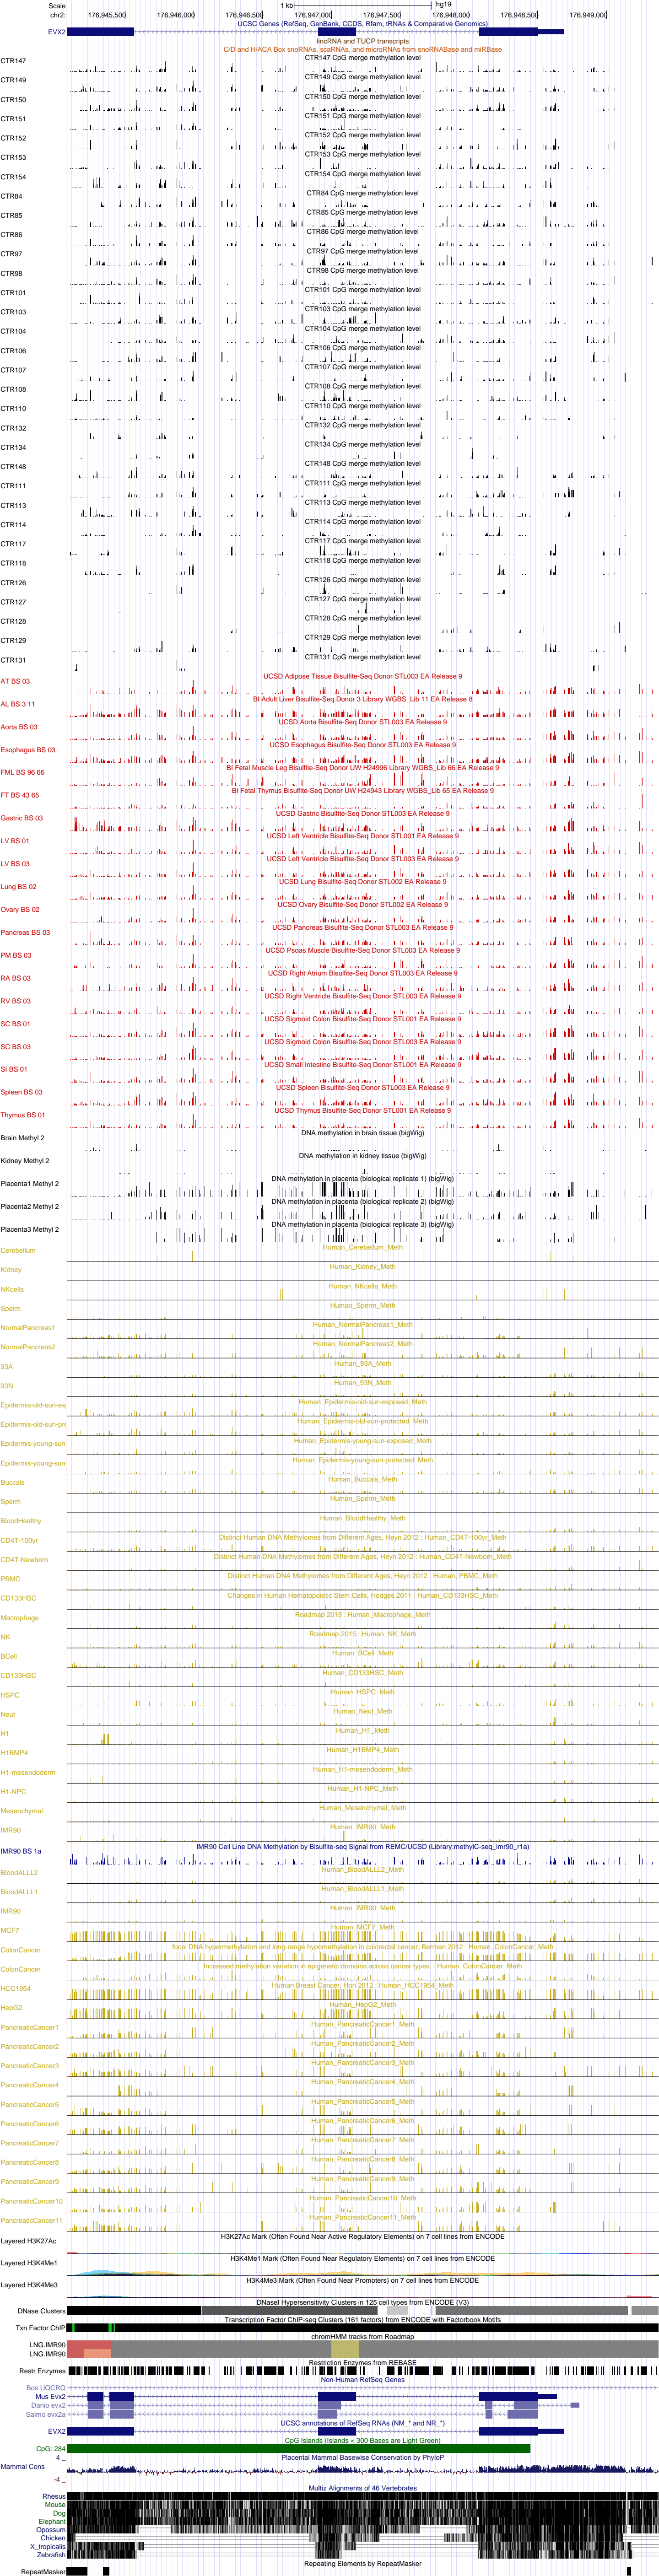 Scale 1 kb hg19
chr2: 176,945,500 176,946,000 176,946,500 176,947,000 176,947,500 176,948,000 176,948,500 176,949,000
UCSC Genes (RefSeq, GenBank, CCDS, Rfam, tRNAs & Comparative Genomics)
EVX2
lincRNA and TUCP transcripts
C/D and H/ACA Box snoRNAs, scaRNAs, and microRNAs from snoRNABase and miRBase
CTR147 CpG merge methylation level
CTR147
CTR149 CpG merge methylation level
CTR149
CTR150 CpG merge methylation level
CTR150
CTR151 CpG merge methylation level
CTR151
CTR152 CpG merge methylation level
CTR152
CTR153 CpG merge methylation level
CTR153
CTR154 CpG merge methylation level
CTR154
CTR84 CpG merge methylation level
CTR84
CTR85 CpG merge methylation level
CTR85
CTR86 CpG merge methylation level
CTR86
CTR97 CpG merge methylation level
CTR97
CTR98 CpG merge methylation level
CTR98
CTR101 CpG merge methylation level
CTR101
CTR103 CpG merge methylation level
CTR103
CTR104 CpG merge methylation level
CTR104
CTR106 CpG merge methylation level
CTR106
CTR107 CpG merge methylation level
CTR107
CTR108 CpG merge methylation level
CTR108
CTR110 CpG merge methylation level
CTR110
CTR132 CpG merge methylation level
CTR132
CTR134 CpG merge methylation level
CTR134
CTR148 CpG merge methylation level
CTR148
CTR111 CpG merge methylation level
CTR111
CTR113 CpG merge methylation level
CTR113
CTR114 CpG merge methylation level
CTR114
CTR117 CpG merge methylation level
CTR117
CTR118 CpG merge methylation level
CTR118
CTR126 CpG merge methylation level
CTR126
CTR127 CpG merge methylation level
CTR127
CTR128 CpG merge methylation level
CTR128
CTR129 CpG merge methylation level
CTR129
CTR131 CpG merge methylation level
CTR131
UCSD Adipose Tissue Bisulfite-Seq Donor STL003 EA Release 9
AT BS 03
BI Adult Liver Bisulfite-Seq Donor 3 Library WGBS_Lib 11 EA Release 8
AL BS 3 11
UCSD Aorta Bisulfite-Seq Donor STL003 EA Release 9
Aorta BS 03
UCSD Esophagus Bisulfite-Seq Donor STL003 EA Release 9
Esophagus BS 03
BI Fetal Muscle Leg Bisulfite-Seq Donor UW H24996 Library WGBS_Lib 66 EA Release 9
FML BS 96 66
BI Fetal Thymus Bisulfite-Seq Donor UW H24943 Library WGBS_Lib 65 EA Release 9
FT BS 43 65
UCSD Gastric Bisulfite-Seq Donor STL003 EA Release 9
Gastric BS 03
UCSD Left Ventricle Bisulfite-Seq Donor STL001 EA Release 9
LV BS 01
UCSD Left Ventricle Bisulfite-Seq Donor STL003 EA Release 9
LV BS 03
UCSD Lung Bisulfite-Seq Donor STL002 EA Release 9
Lung BS 02
UCSD Ovary Bisulfite-Seq Donor STL002 EA Release 9
Ovary BS 02
UCSD Pancreas Bisulfite-Seq Donor STL003 EA Release 9
Pancreas BS 03
UCSD Psoas Muscle Bisulfite-Seq Donor STL003 EA Release 9
PM BS 03
UCSD Right Atrium Bisulfite-Seq Donor STL003 EA Release 9
RA BS 03
UCSD Right Ventricle Bisulfite-Seq Donor STL003 EA Release 9
RV BS 03
UCSD Sigmoid Colon Bisulfite-Seq Donor STL001 EA Release 9
SC BS 01
UCSD Sigmoid Colon Bisulfite-Seq Donor STL003 EA Release 9
SC BS 03
UCSD Small Intestine Bisulfite-Seq Donor STL001 EA Release 9
SI BS 01
UCSD Spleen Bisulfite-Seq Donor STL003 EA Release 9
Spleen BS 03
UCSD Thymus Bisulfite-Seq Donor STL001 EA Release 9
Thymus BS 01
DNA methylation in brain tissue (bigWig)
Brain Methyl 2
DNA methylation in kidney tissue (bigWig)
Kidney Methyl 2
DNA methylation in placenta (biological replicate 1) (bigWig)
Placenta1 Methyl 2
DNA methylation in placenta (biological replicate 2) (bigWig)
Placenta2 Methyl 2
DNA methylation in placenta (biological replicate 3) (bigWig)
Placenta3 Methyl 2
Human_Cerebellum_Meth
Cerebellum
Human_Kidney_Meth
Kidney
Human_NKcells_Meth
NKcells
Human_Sperm_Meth
Sperm
Human_NormalPancreas1_Meth
NormalPancreas1
Human_NormalPancreas2_Meth
NormalPancreas2
Human_93A_Meth
93A
Human_93N_Meth
93N
Human_Epidermis-old-sun-exposed_Meth
Epidermis-old-sun-ex
Human_Epidermis-old-sun-protected_Meth
Epidermis-old-sun-pr
Human_Epidermis-young-sun-exposed_Meth
Epidermis-young-sun
Human_Epidermis-young-sun-protected_Meth
Epidermis-young-sun
Human_Buccals_Meth
Buccals
Human_Sperm_Meth
Sperm
Human_BloodHealthy_Meth
BloodHealthy
Distinct Human DNA Methylomes from Different Ages, Heyn 2012 : Human_CD4T-100yr_Meth
CD4T-100yr
Distinct Human DNA Methylomes from Different Ages, Heyn 2012 : Human_CD4T-Newborn_Meth
CD4T-Newborn
Distinct Human DNA Methylomes from Different Ages, Heyn 2012 : Human_PBMC_Meth
PBMC
Changes in Human Hematopoietic Stem Cells, Hodges 2011 : Human_CD133HSC_Meth
CD133HSC
Roadmap 2015 : Human_Macrophage_Meth
Macrophage
Roadmap 2015 : Human_NK_Meth
NK
Human_BCell_Meth
BCell
Human_CD133HSC_Meth
CD133HSC
Human_HSPC_Meth
HSPC
Human_Neut_Meth
Neut
Human_H1_Meth
H1
Human_H1BMP4_Meth
H1BMP4
Human_H1-mesendoderm_Meth
H1-mesendoderm
Human_H1-NPC_Meth
H1-NPC
Human_Mesenchymal_Meth
Mesenchymal
Human_IMR90_Meth
IMR90
IMR90 Cell Line DNA Methylation by Bisulfite-seq Signal from REMC/UCSD (Library:methylC-seq_imr90_r1a)
IMR90 BS 1a
Human_BloodALLL2_Meth
BloodALLL2
Human_BloodALLL1_Meth
BloodALLL1
Human_IMR90_Meth
IMR90
Human_MCF7_Meth
MCF7
focal DNA hypermethylation and long-range hypomethylation in colorectal cancer, Berman 2012 : Human_ColonCancer_Meth
ColonCancer
Increased methylation variation in epigenetic domains across cancer types. : Human_ColonCancer_Meth
ColonCancer
Human Breast Cancer, Hon 2012 : Human_HCC1954_Meth
HCC1954
Human_HepG2_Meth
HepG2
Human_PancreaticCancer1_Meth
PancreaticCancer1
Human_PancreaticCancer2_Meth
PancreaticCancer2
Human_PancreaticCancer3_Meth
PancreaticCancer3
Human_PancreaticCancer4_Meth
PancreaticCancer4
Human_PancreaticCancer5_Meth
PancreaticCancer5
Human_PancreaticCancer6_Meth
PancreaticCancer6
Human_PancreaticCancer7_Meth
PancreaticCancer7
Human_PancreaticCancer8_Meth
PancreaticCancer8
Human_PancreaticCancer9_Meth
PancreaticCancer9
Human_PancreaticCancer10_Meth
PancreaticCancer10
Human_PancreaticCancer11_Meth
PancreaticCancer11
H3K27Ac Mark (Often Found Near Active Regulatory Elements) on 7 cell lines from ENCODE
Layered H3K27Ac
H3K4Me1 Mark (Often Found Near Regulatory Elements) on 7 cell lines from ENCODE
Layered H3K4Me1
H3K4Me3 Mark (Often Found Near Promoters) on 7 cell lines from ENCODE
Layered H3K4Me3
DNaseI Hypersensitivity Clusters in 125 cell types from ENCODE (V3)
DNase Clusters
Transcription Factor ChIP-seq Clusters (161 factors) from ENCODE with Factorbook Motifs
Txn Factor ChIP
chromHMM tracks from Roadmap
LNG.IMR90
LNG.IMR90
Restriction Enzymes from REBASE
Restr Enzymes
Non-Human RefSeq Genes
Bos UQCRQ
Mus Evx2
Danio evx2
Salmo evx2a
UCSC annotations of RefSeq RNAs (NM_* and NR_*)
EVX2
CpG Islands (Islands < 300 Bases are Light Green)
CpG: 284
Placental Mammal Basewise Conservation by PhyloP
4 _
Mammal Cons
-4 _
Multiz Alignments of 46 Vertebrates
Rhesus
Mouse
Dog
Elephant
Opossum
Chicken
X_tropicalis
Zebrafish
Repeating Elements by RepeatMasker
RepeatMasker